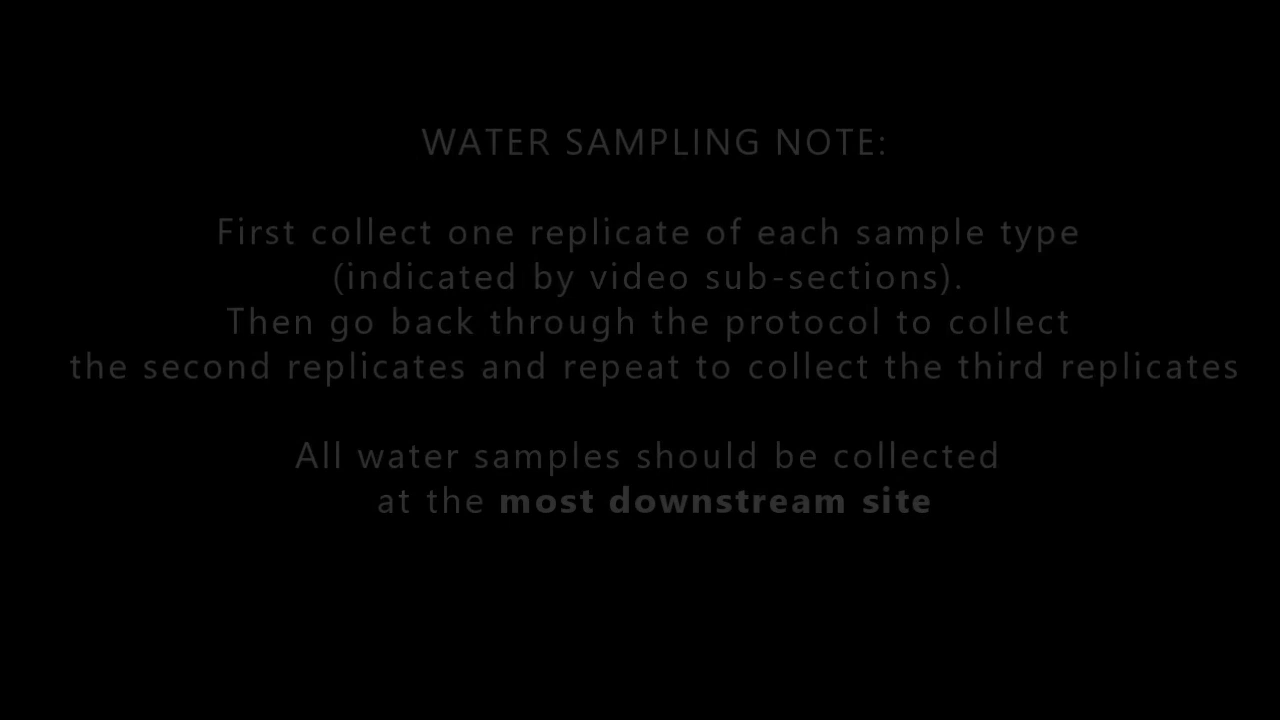 WATER SAMPLING NOTE:
First collect one replicate of each sample type
(indicated by video sub-sections).
Then go back through the protocol to collect
the second replicates and repeat to collect the third replicates
All water samples should be collected
at the most downstream site